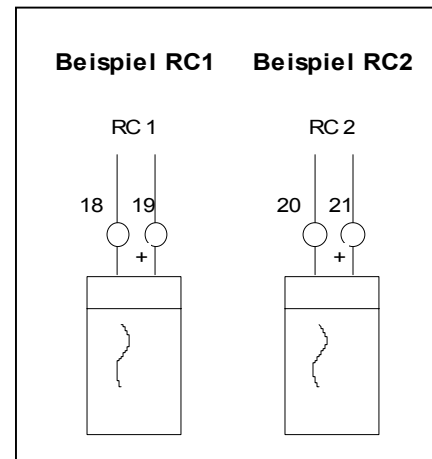 Beispiel RC1 Beispiel RC2
RC 1 RC 2
18 19 20 21
+ +